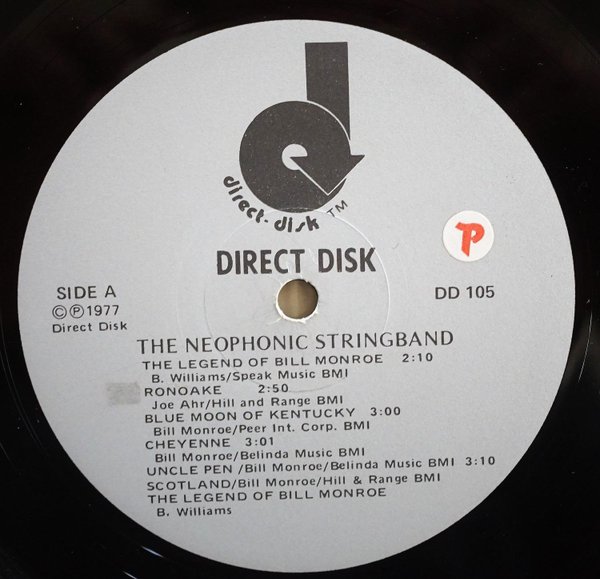 direct-disk TM
DIRECT DISK
P
SIDE A
DD 105
©℗1977
Direct Disk
THE NEOPHONIC STRINGBAND
THE LEGEND OF BILL MONROE 2:10
B. Williams/Speak Music BMI
RONOAKE 2:50
Joe Ahr/Hill and Range BMI
BLUE MOON OF KENTUCKY 3:00
Bill Monroe/Peer Int. Corp. BMI
CHEYENNE 3:01
Bill Monroe/Belinda Music BMI
UNCLE PEN /Bill Monroe/Belinda Music BMI 3:10
SCOTLAND/Bill Monroe/Hill & Range BMI
THE LEGEND OF BILL MONROE
B. Williams